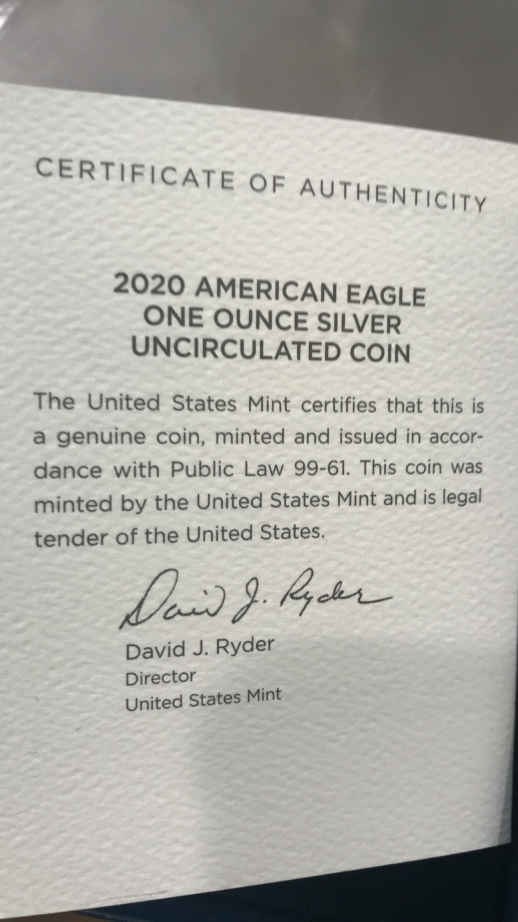 CERTIFICATE OF AUTHENTICITY
2020 AMERICAN EAGLE
ONE OUNCE SILVER
UNCIRCULATED COIN
The United States Mint certifies that this is
a genuine coin, minted and issued in accor-
dance with Public Law 99-61. This coin was
minted by the United States Mint and is legal
tender of the United States.
David J. Ryder
David J. Ryder
Director
United States Mint